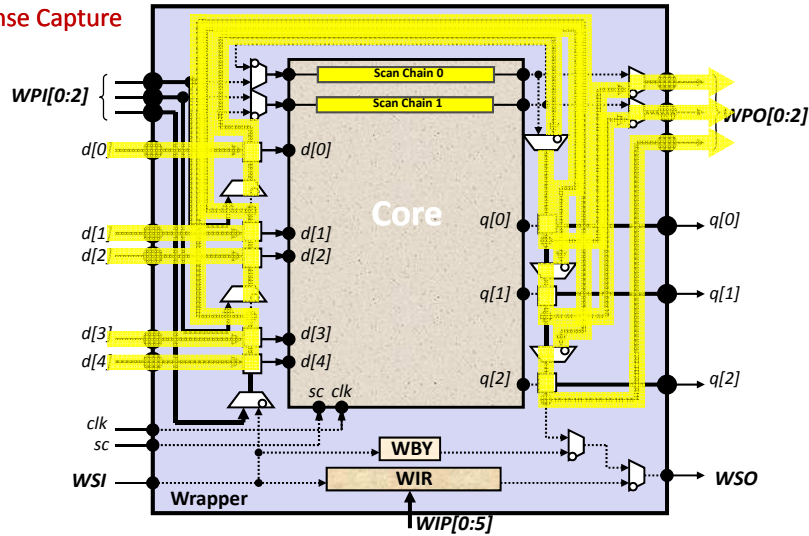 nse Capture
Scan Chain 0
Scan Chain 1
WPI[0:2]
WPO[0:2]
d[0]
d[0]
Core
d[1]
d[1]
q[0]
q[0]
d[2]
d[2]
q[1]
q[1]
d[3]
d[3]
d[4]
d[4]
q[2]
q[2]
sc clk
clk
sc
WBY
WSI
WIR
WSO
Wrapper
WIP[0:5]